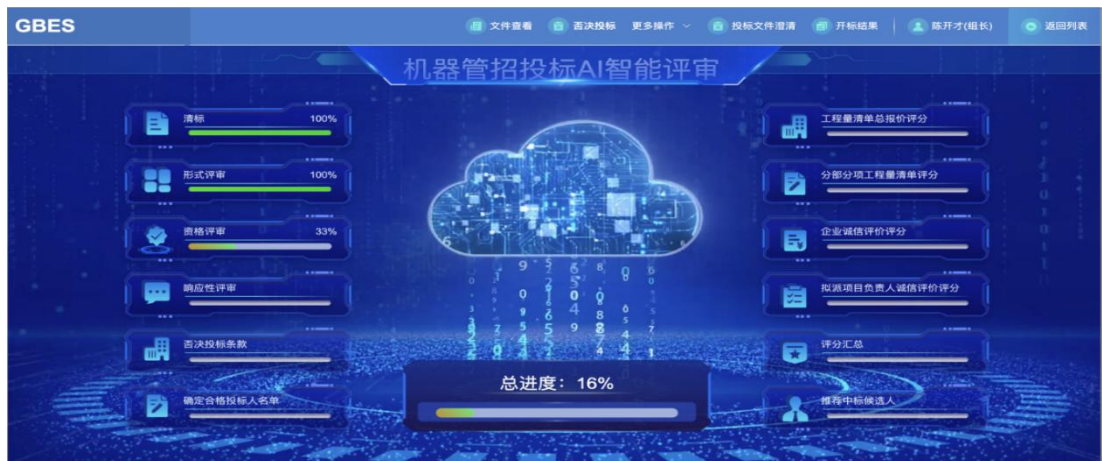 GBES
文件查看 否决投标 更多操作 投标文件澄清 开标结果 陈开才(组长) 返回列表
机器管招投标AI智能评审
清标 100%
形式评审 100%
资格评审 33%
响应性评审
否决投标条款
确定合格投标人名单
总进度：16%
工程量清单总报价评分
分部分项工程量清单评分
企业诚信评价评分
拟派项目负责人诚信评价评分
评分汇总
推荐中标候选人